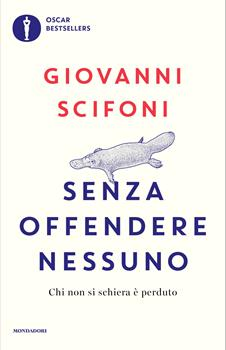 OSCAR
BESTSELLERS
GIOVANNI
SCIFONI
SENZA
OFFENDERE
NESSUNO
Chi non si schiera è perduto
MONDADORI